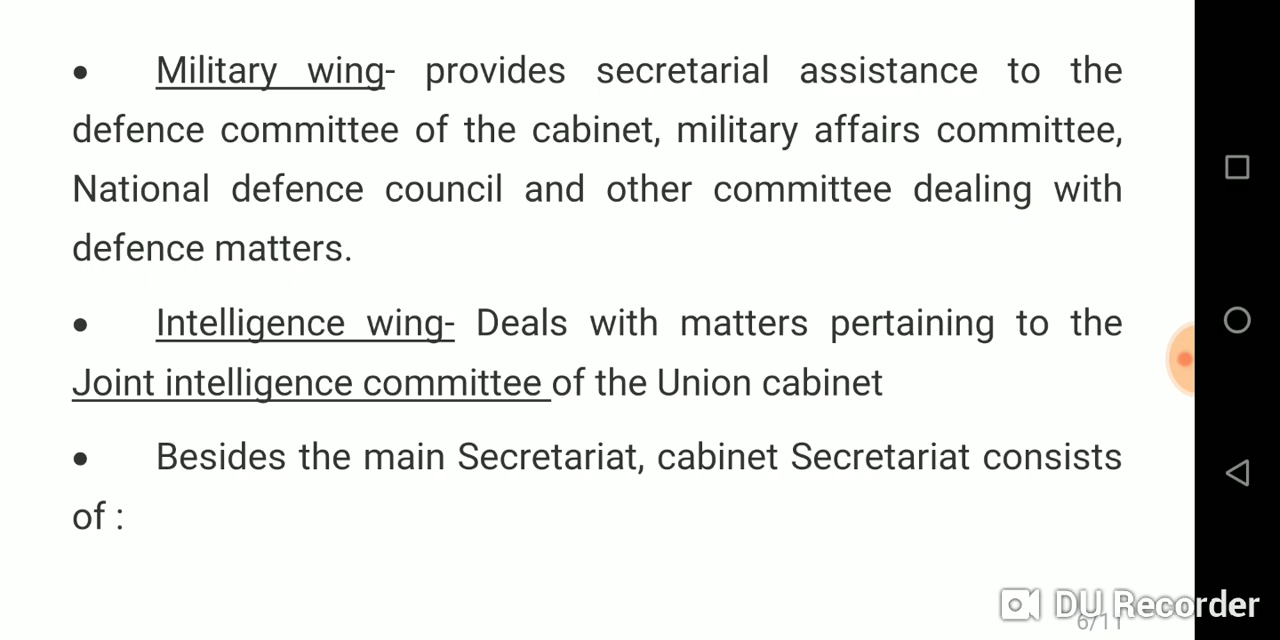 • Military wing- provides secretarial assistance to the
defence committee of the cabinet, military affairs committee,
National defence council and other committee dealing with
defence matters.
• Intelligence wing- Deals with matters pertaining to the
Joint intelligence committee of the Union cabinet
• Besides the main Secretariat, cabinet Secretariat consists
of :
DU Recorder
6/11